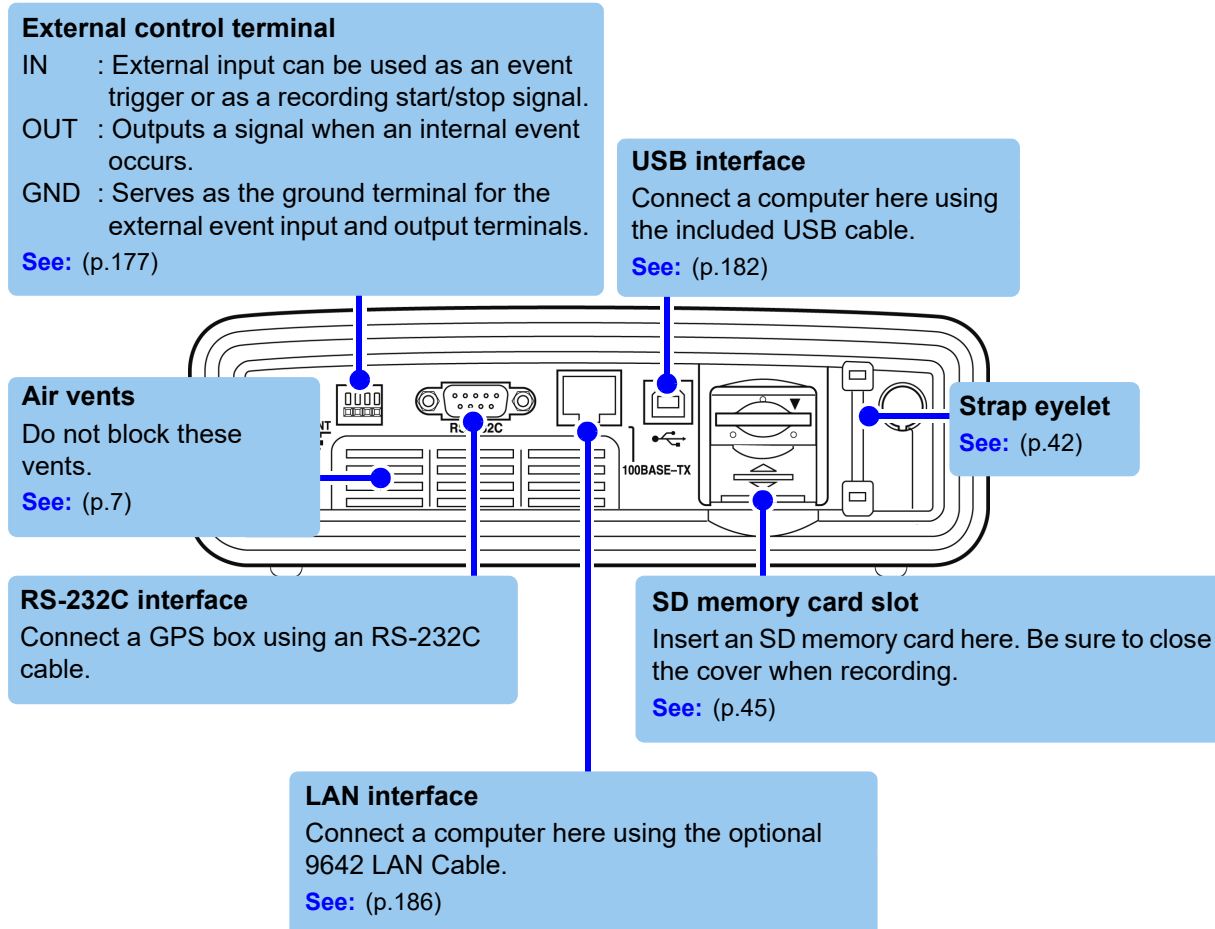 External control terminal
IN : External input can be used as an event
trigger or as a recording start/stop signal.
OUT : Outputs a signal when an internal event
occurs.
GND : Serves as the ground terminal for the
external event input and output terminals.
See: (p.177)
USB interface
Connect a computer here using
the included USB cable.
See: (p.182)
Air vents
Do not block these
vents.
See: (p.7)
100BASE-TX
Strap eyelet
See: (p.42)
RS-232C interface
Connect a GPS box using an RS-232C
cable.
SD memory card slot
Insert an SD memory card here. Be sure to close
the cover when recording.
See: (p.45)
LAN interface
Connect a computer here using the optional
9642 LAN Cable.
See: (p.186)